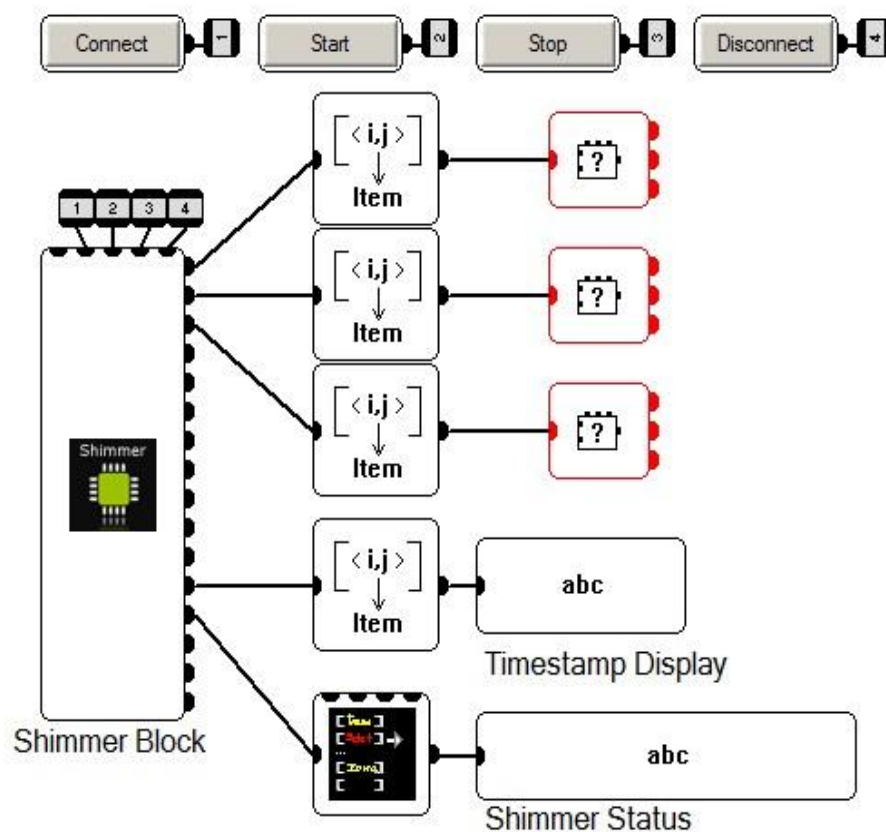 Connect
1
Start
2
Stop
3
Disconnect
4
< i,j >
Item
?
1 2 3 4
< i,j >
Item
?
< i,j >
Item
?
Shimmer
< i,j >
Item
abc
Timestamp Display
Shimmer Block
abc
Shimmer Status